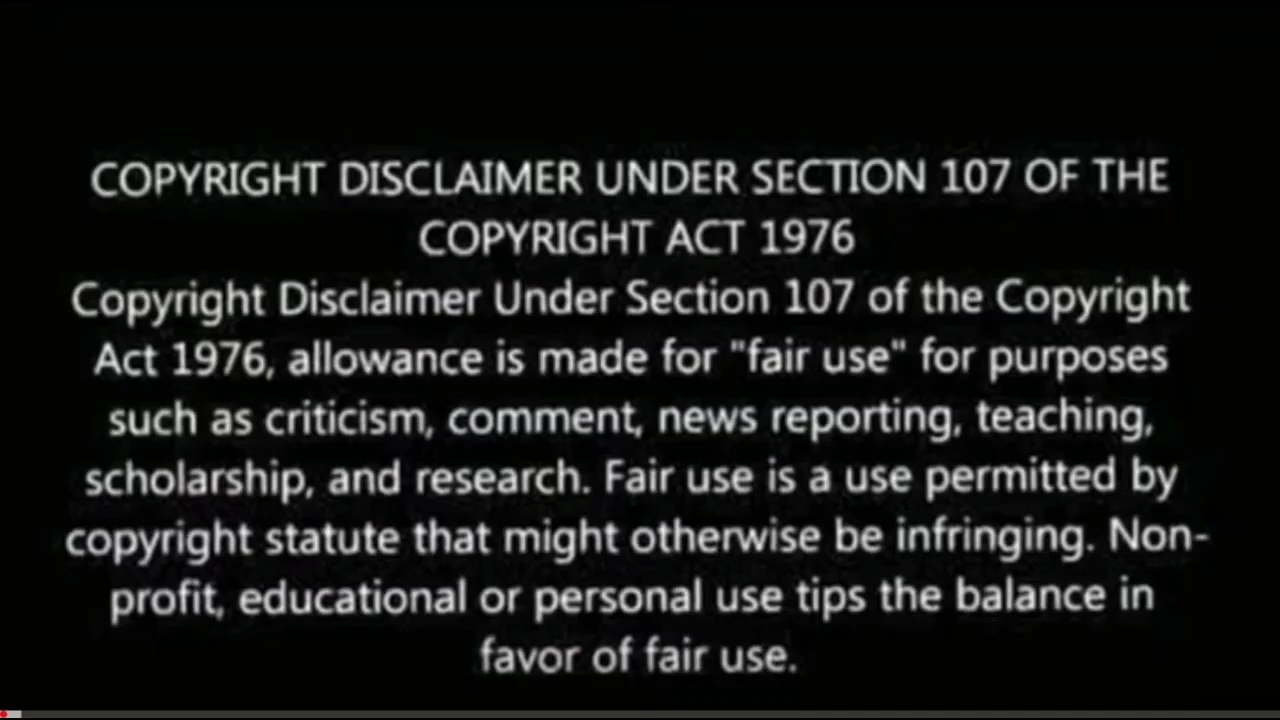 COPYRIGHT DISCLAIMER UNDER SECTION 107 OF THE
COPYRIGHT ACT 1976
Copyright Disclaimer Under Section 107 of the Copyright
Act 1976, allowance is made for "fair use" for purposes
such as criticism, comment, news reporting, teaching,
scholarship, and research. Fair use is a use permitted by
copyright statute that might otherwise be infringing. Non-
profit, educational or personal use tips the balance in
favor of fair use.